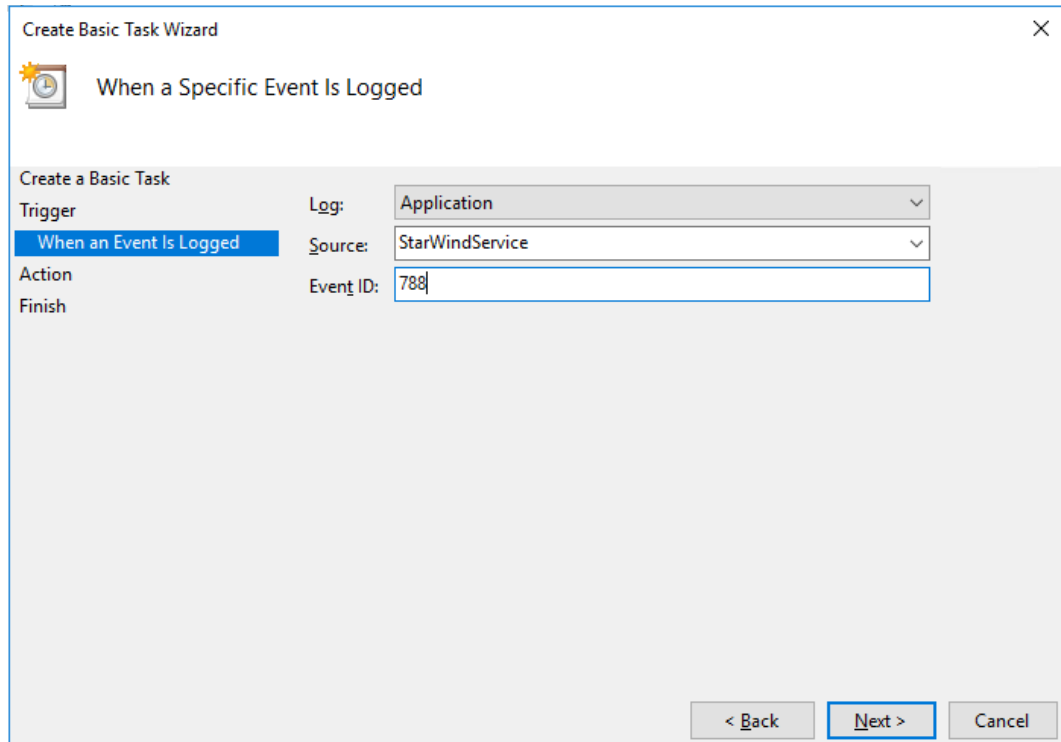 Create Basic Task Wizard
When a Specific Event Is Logged
Create a Basic Task
Trigger
When an Event Is Logged
Action
Finish
Log: Application
Source: StarWindService
Event ID: 788
< Back
Next >
Cancel